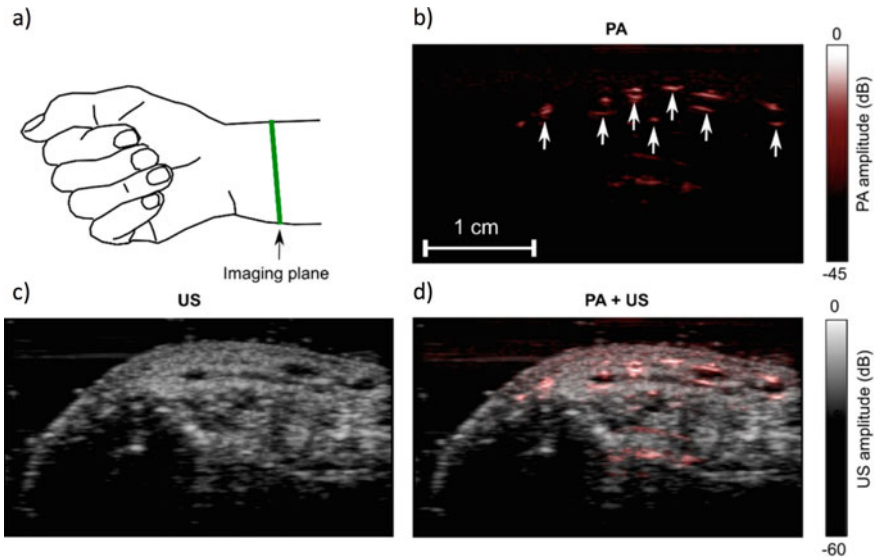 a)
Imaging plane
b)
PA
1 cm
0
PA amplitude (dB)
-45
c)
US
d)
PA + US
0
US amplitude (dB)
-60